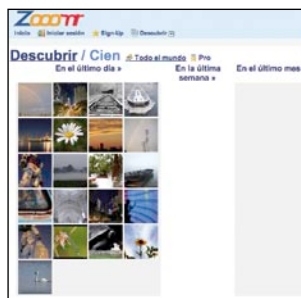 Zooomr
Inicio Iniciar sesión Sign-Up Descubrir
Descubrir / Cien Todo el mundo Pro
En el último día »
En la última semana »
En el último mes